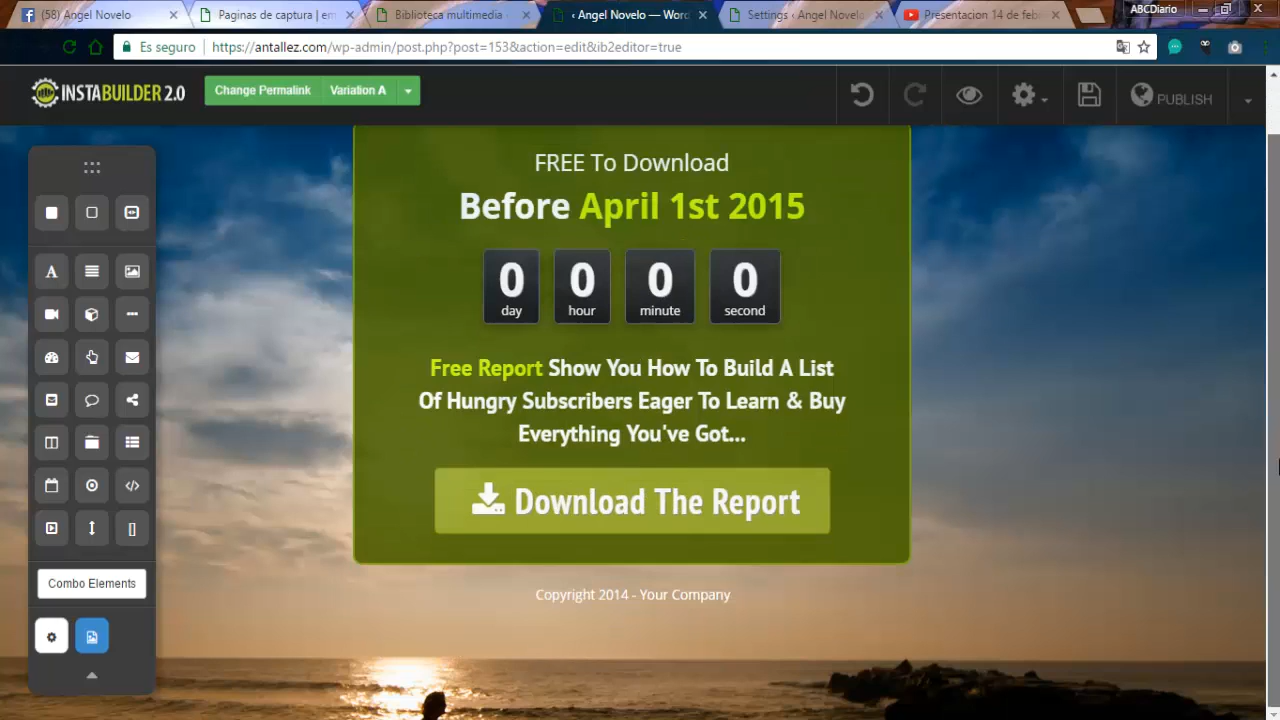 (58) Angel Novelo
Paginas de captura | em
Biblioteca multimedia
‹ Angel Novelo — Word
Settings ‹ Angel Novelo
Presentacion 14 de feb
ABCDiario
Es seguro
https://antallez.com/wp-admin/post.php?post=153&action=edit&ib2editor=true
INSTABUILDER 2.0
Change Permalink
Variation A
PUBLISH
FREE To Download
Before April 1st 2015
0 0 0 0
day hour minute second
Free Report Show You How To Build A List
Of Hungry Subscribers Eager To Learn & Buy
Everything You've Got...
Download The Report
Copyright 2014 - Your Company
Combo Elements